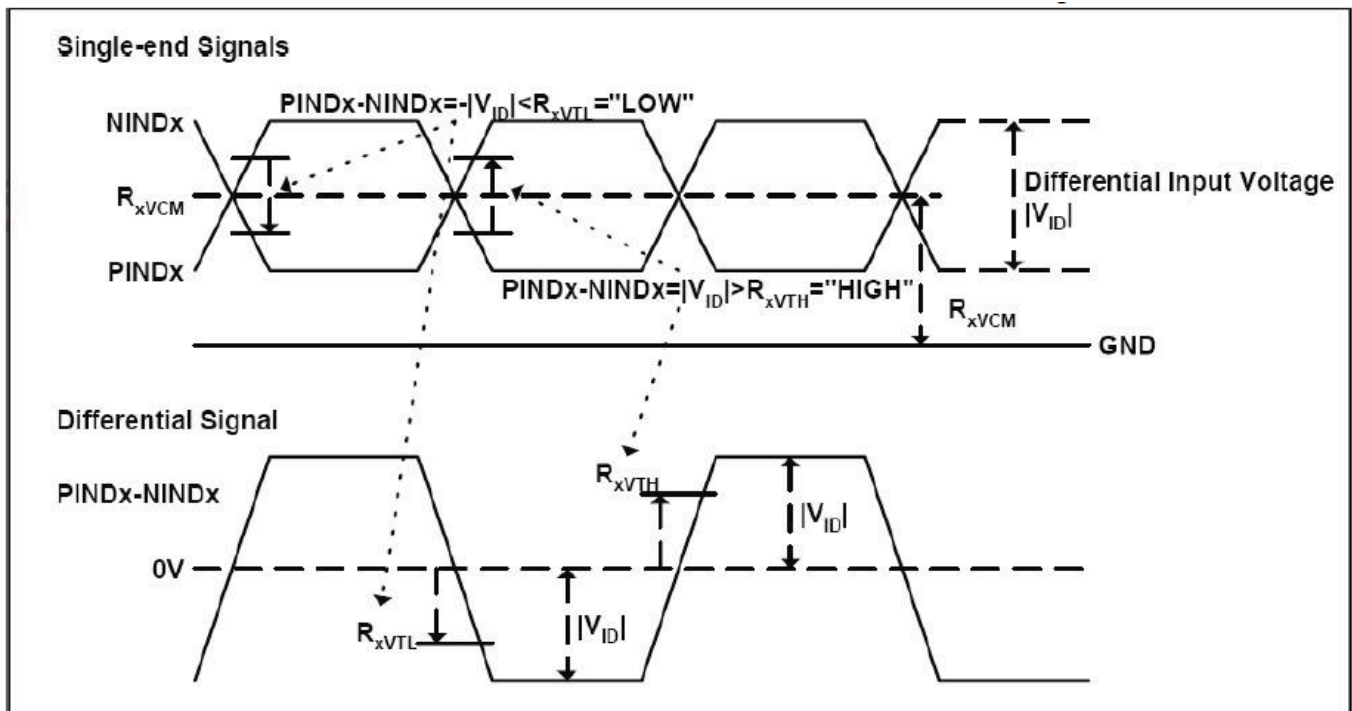 Single-end Signals
PINDx-NINDx=-|VID|<RxVTL="LOW"
NINDx
RxVCM
Differential Input Voltage
|VID|
PINDx
PINDx-NINDx=|VID|>RxVTH="HIGH"
RxVCM
GND
Differential Signal
PINDx-NINDx
RxVTH
|VID|
0V
RxVTL
|VID|